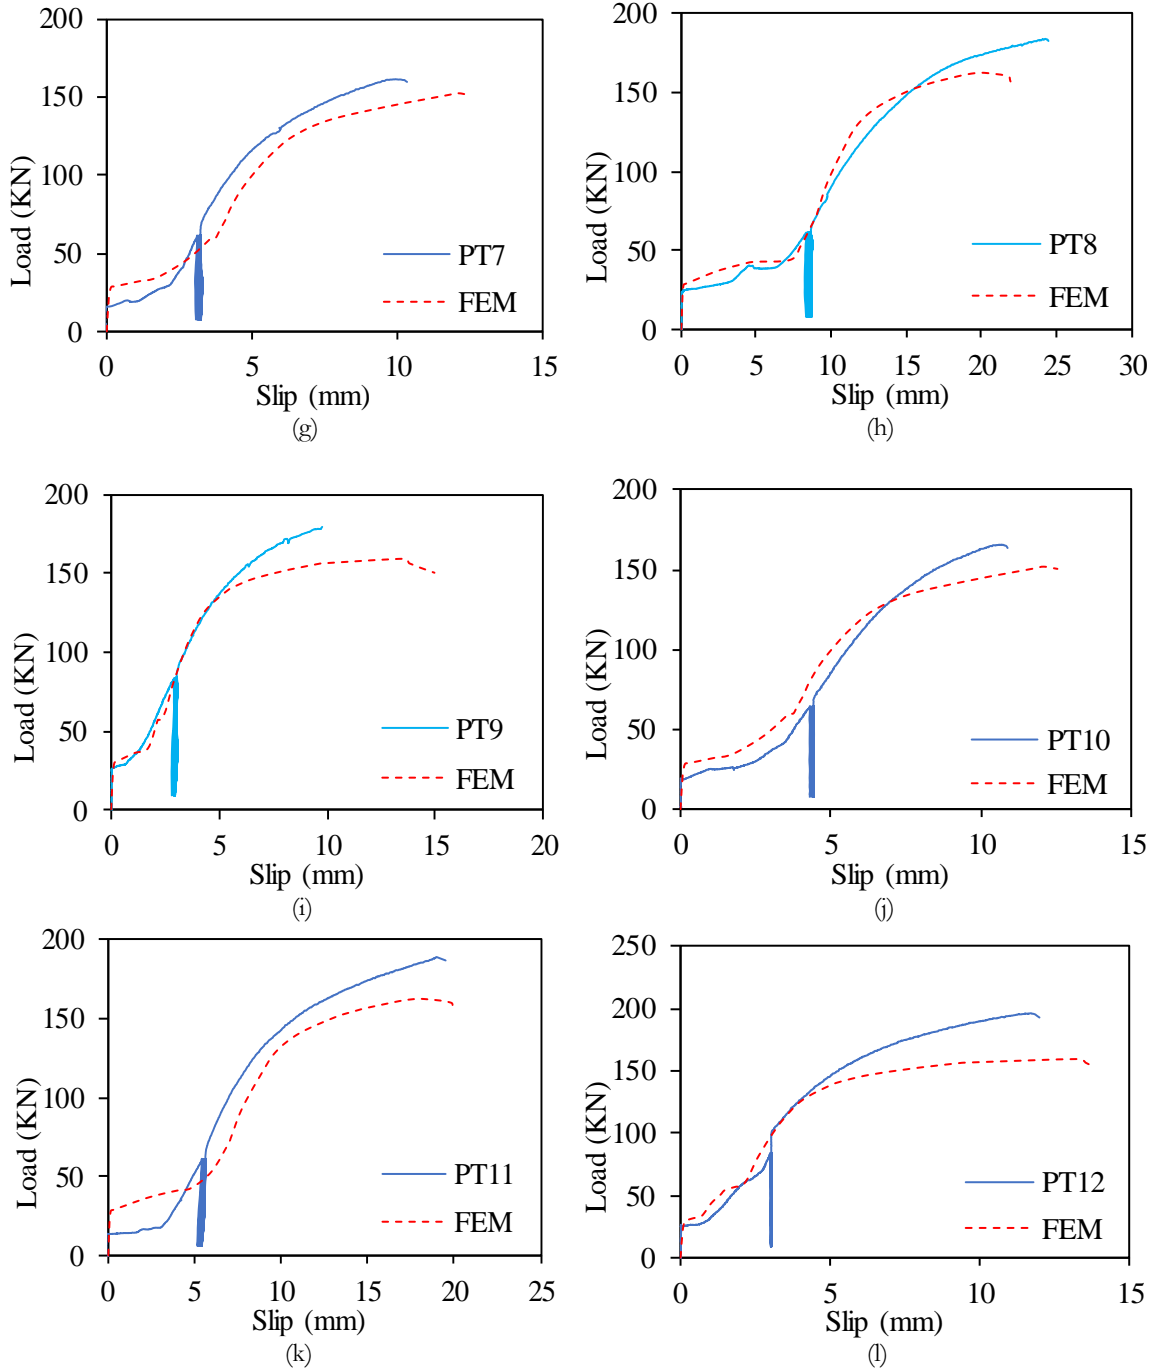 200
150
100
50
0
Load (KN)
PT7
FEM
0 5 10 15
Slip (mm)
(g)
200
150
100
50
0
Load (KN)
PT8
FEM
0 5 10 15 20 25 30
Slip (mm)
(h)
200
150
100
50
0
Load (KN)
PT9
FEM
0 5 10 15 20
Slip (mm)
(i)
200
150
100
50
0
Load (KN)
PT10
FEM
0 5 10 15
Slip (mm)
(j)
200
150
100
50
0
Load (KN)
PT11
FEM
0 5 10 15 20 25
Slip (mm)
(k)
250
200
150
100
50
0
Load (KN)
PT12
FEM
0 5 10 15
Slip (mm)
(l)